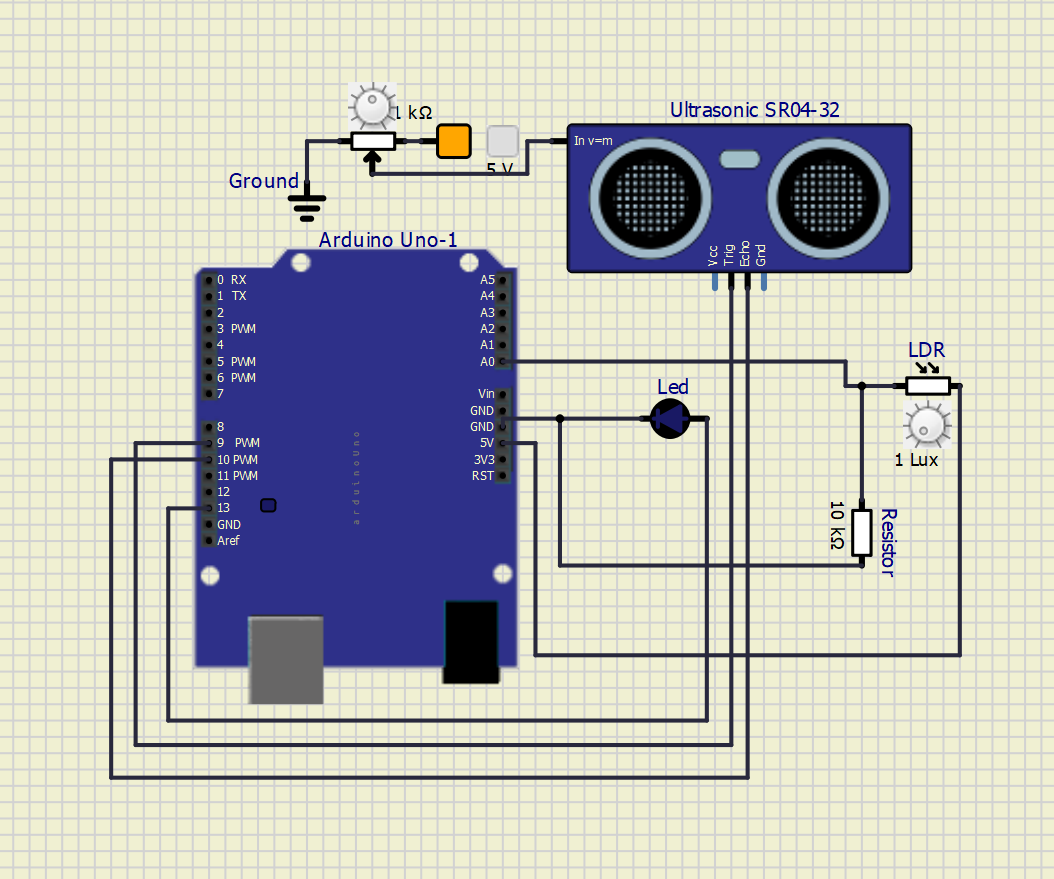 Ultrasonic SR04-32
1 kΩ
In v=m
5 V
Ground
Vcc
Trig
Echo
Gnd
Arduino Uno-1
0 RX
1 TX
2
3 PWM
4
5 PWM
6 PWM
7
8
9 PWM
10 PWM
11 PWM
12
13
GND
Aref
A5
A4
A3
A2
A1
A0
Vin
GND
GND
5V
3V3
RST
arduinoUno
Led
LDR
1 Lux
10 kΩ
Resistor